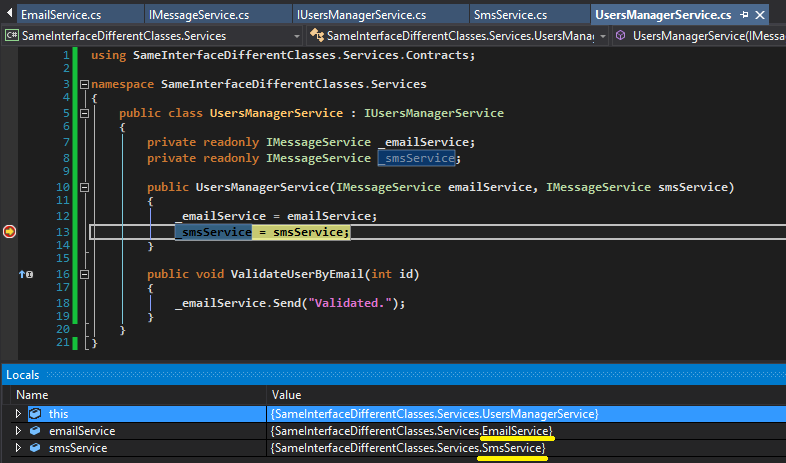 EmailService.cs IMessageService.cs IUsersManagerService.cs SmsService.cs UsersManagerService.cs
C# SameInterfaceDifferentClasses.Services SameInterfaceDifferentClasses.Services.UsersMana UsersManagerService(IMessa
1 using SameInterfaceDifferentClasses.Services.Contracts;
2
3 namespace SameInterfaceDifferentClasses.Services
4 {
5 public class UsersManagerService : IUsersManagerService
6 {
7 private readonly IMessageService _emailService;
8 private readonly IMessageService _smsService;
9
10 public UsersManagerService(IMessageService emailService, IMessageService smsService)
11 {
12 _emailService = emailService;
13 _smsService = smsService;
14 }
15
16 public void ValidateUserByEmail(int id)
17 {
18 _emailService.Send("Validated.");
19 }
20 }
21 }
Locals
Name Value
this {SameInterfaceDifferentClasses.Services.UsersManagerService}
emailService {SameInterfaceDifferentClasses.Services.EmailService}
smsService {SameInterfaceDifferentClasses.Services.SmsService}